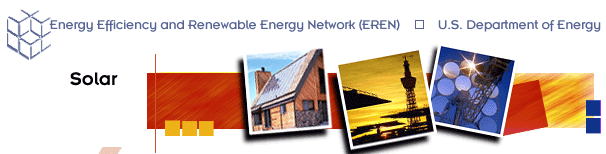 Energy Efficiency and Renewable Energy Network (EREN) □ U.S. Department of Energy
Solar